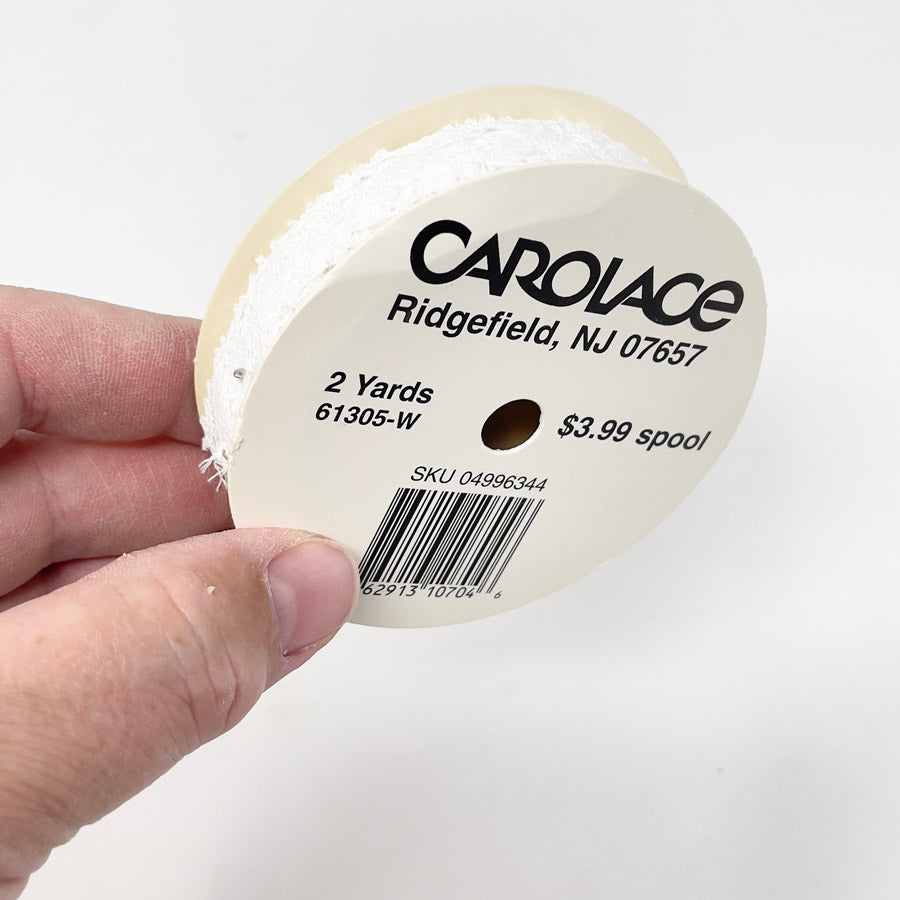 CAROLACE
Ridgefield, NJ 07657
2 Yards
61305-W
$3.99 spool
SKU 04996344
62913 10704 6